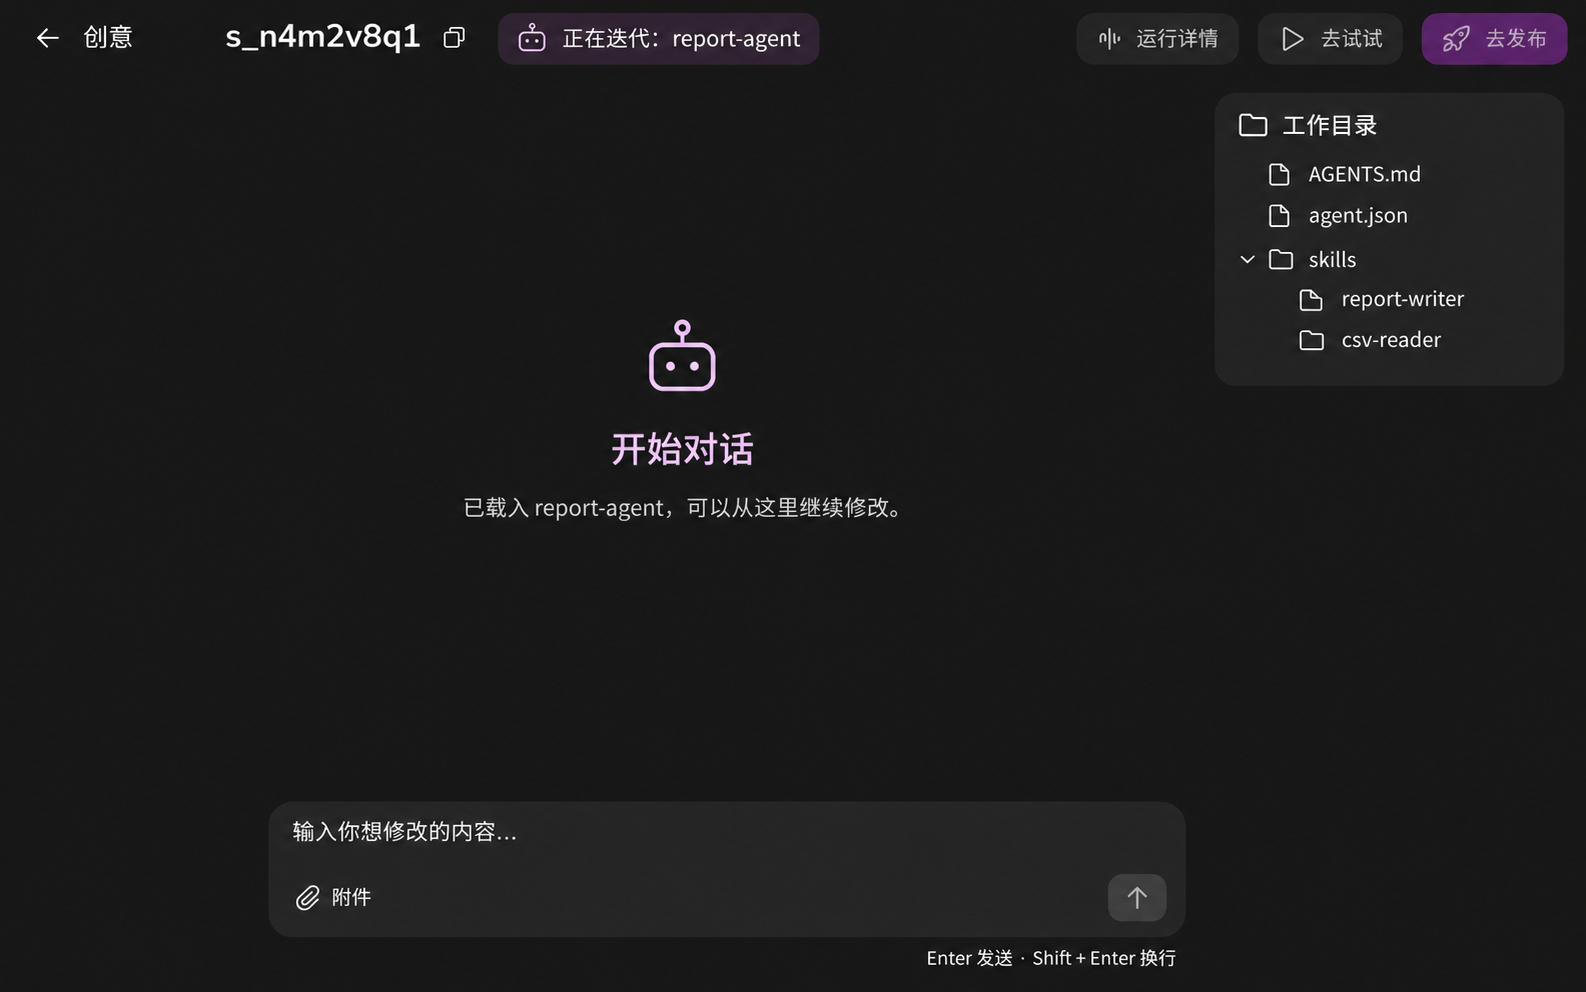 创意
s_n4m2v8q1
正在迭代：report-agent
运行详情
去试试
去发布
工作目录
AGENTS.md
agent.json
skills
report-writer
csv-reader
开始对话
已载入 report-agent，可以从这里继续修改。
输入你想修改的内容...
附件
Enter 发送 · Shift + Enter 换行